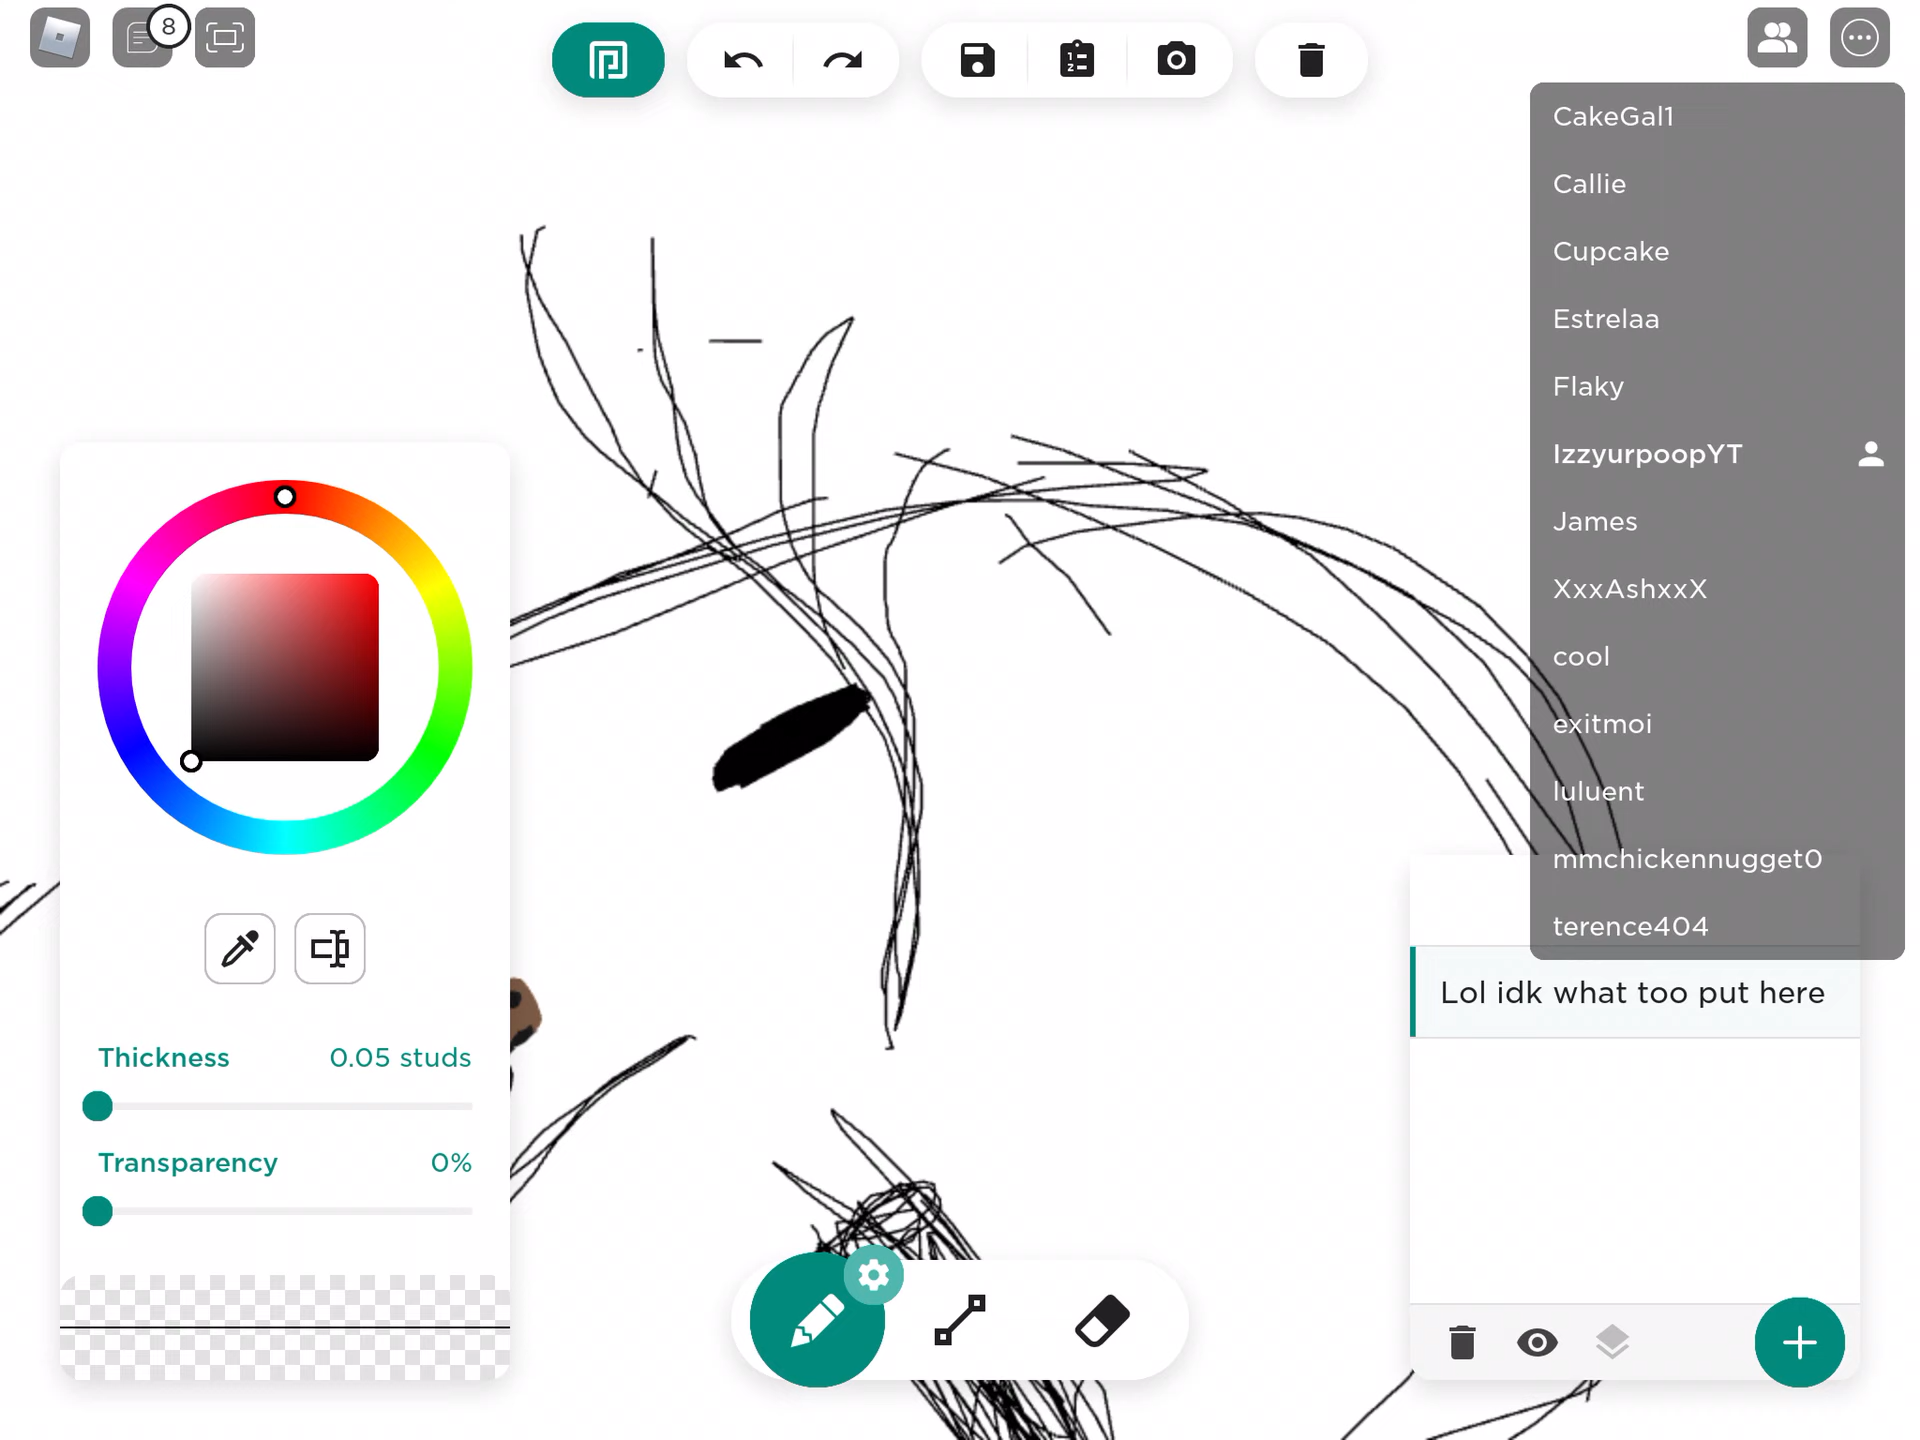 8
CakeGal1
Callie
Cupcake
Estrelaa
Flaky
IzzyurpoopYT
James
XxxAshxxX
cool
exitmoi
luluent
mmchickennugget0
terence404
Thickness 0.05 studs
Transparency 0%
Lol idk what too put here